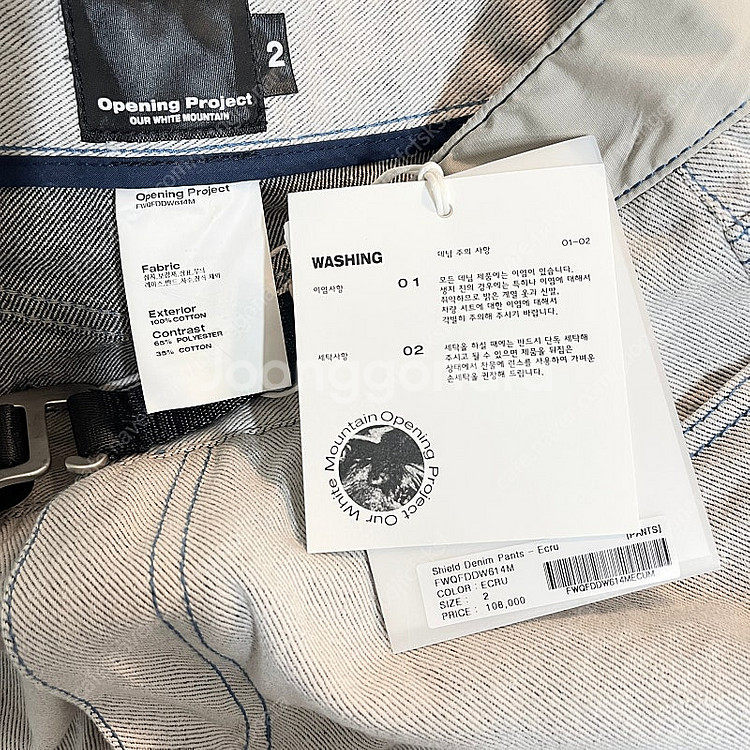 Opening Project
OUR WHITE MOUNTAIN
2
Opening Project
FWQFDDW614M
Fabric
Exterior
100% COTTON
Contrast
65% POLYESTER
35% COTTON
WASHING
데님 주의 사항
01-02
이염사항
01
모든 데님 제품에는 이염이 있습니다.
생지 진의 경우에는 특히나 이염에 대해서
취약하므로 밝은 계열 옷과 신발,
차량 시트에 대한 이염에 대해서
각별히 주의해 주시기 바랍니다.
세탁사항
02
세탁을 하실 때에는 반드시 단독 세탁해
주시고 될 수 있으면 제품을 뒤집은
상태에서 찬물에 린스를 사용하여 가벼운
손세탁을 권장해 드립니다.
Mountain Opening Project Our White
[PANTS]
Shield Denim Pants - Ecru
FWQFDDW614M
COLOR : ECRU
SIZE : 2
PRICE : 108,000
FWQFDDW614MECUM